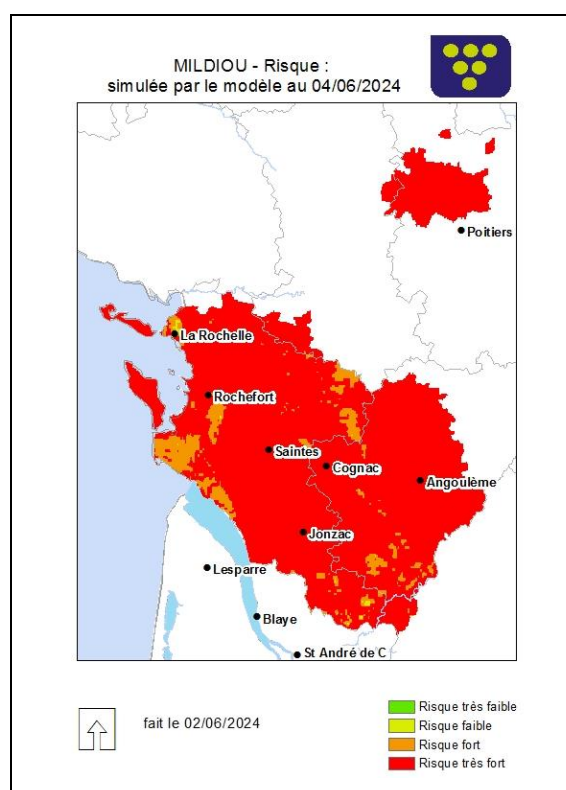 MILDIOU - Risque :
simulée par le modèle au 04/06/2024
Poitiers
La Rochelle
Rochefort
Saintes
Cognac
Angoulème
Jonzac
Lesparre
Blaye
St André de C
fait le 02/06/2024
Risque très faible
Risque faible
Risque fort
Risque très fort